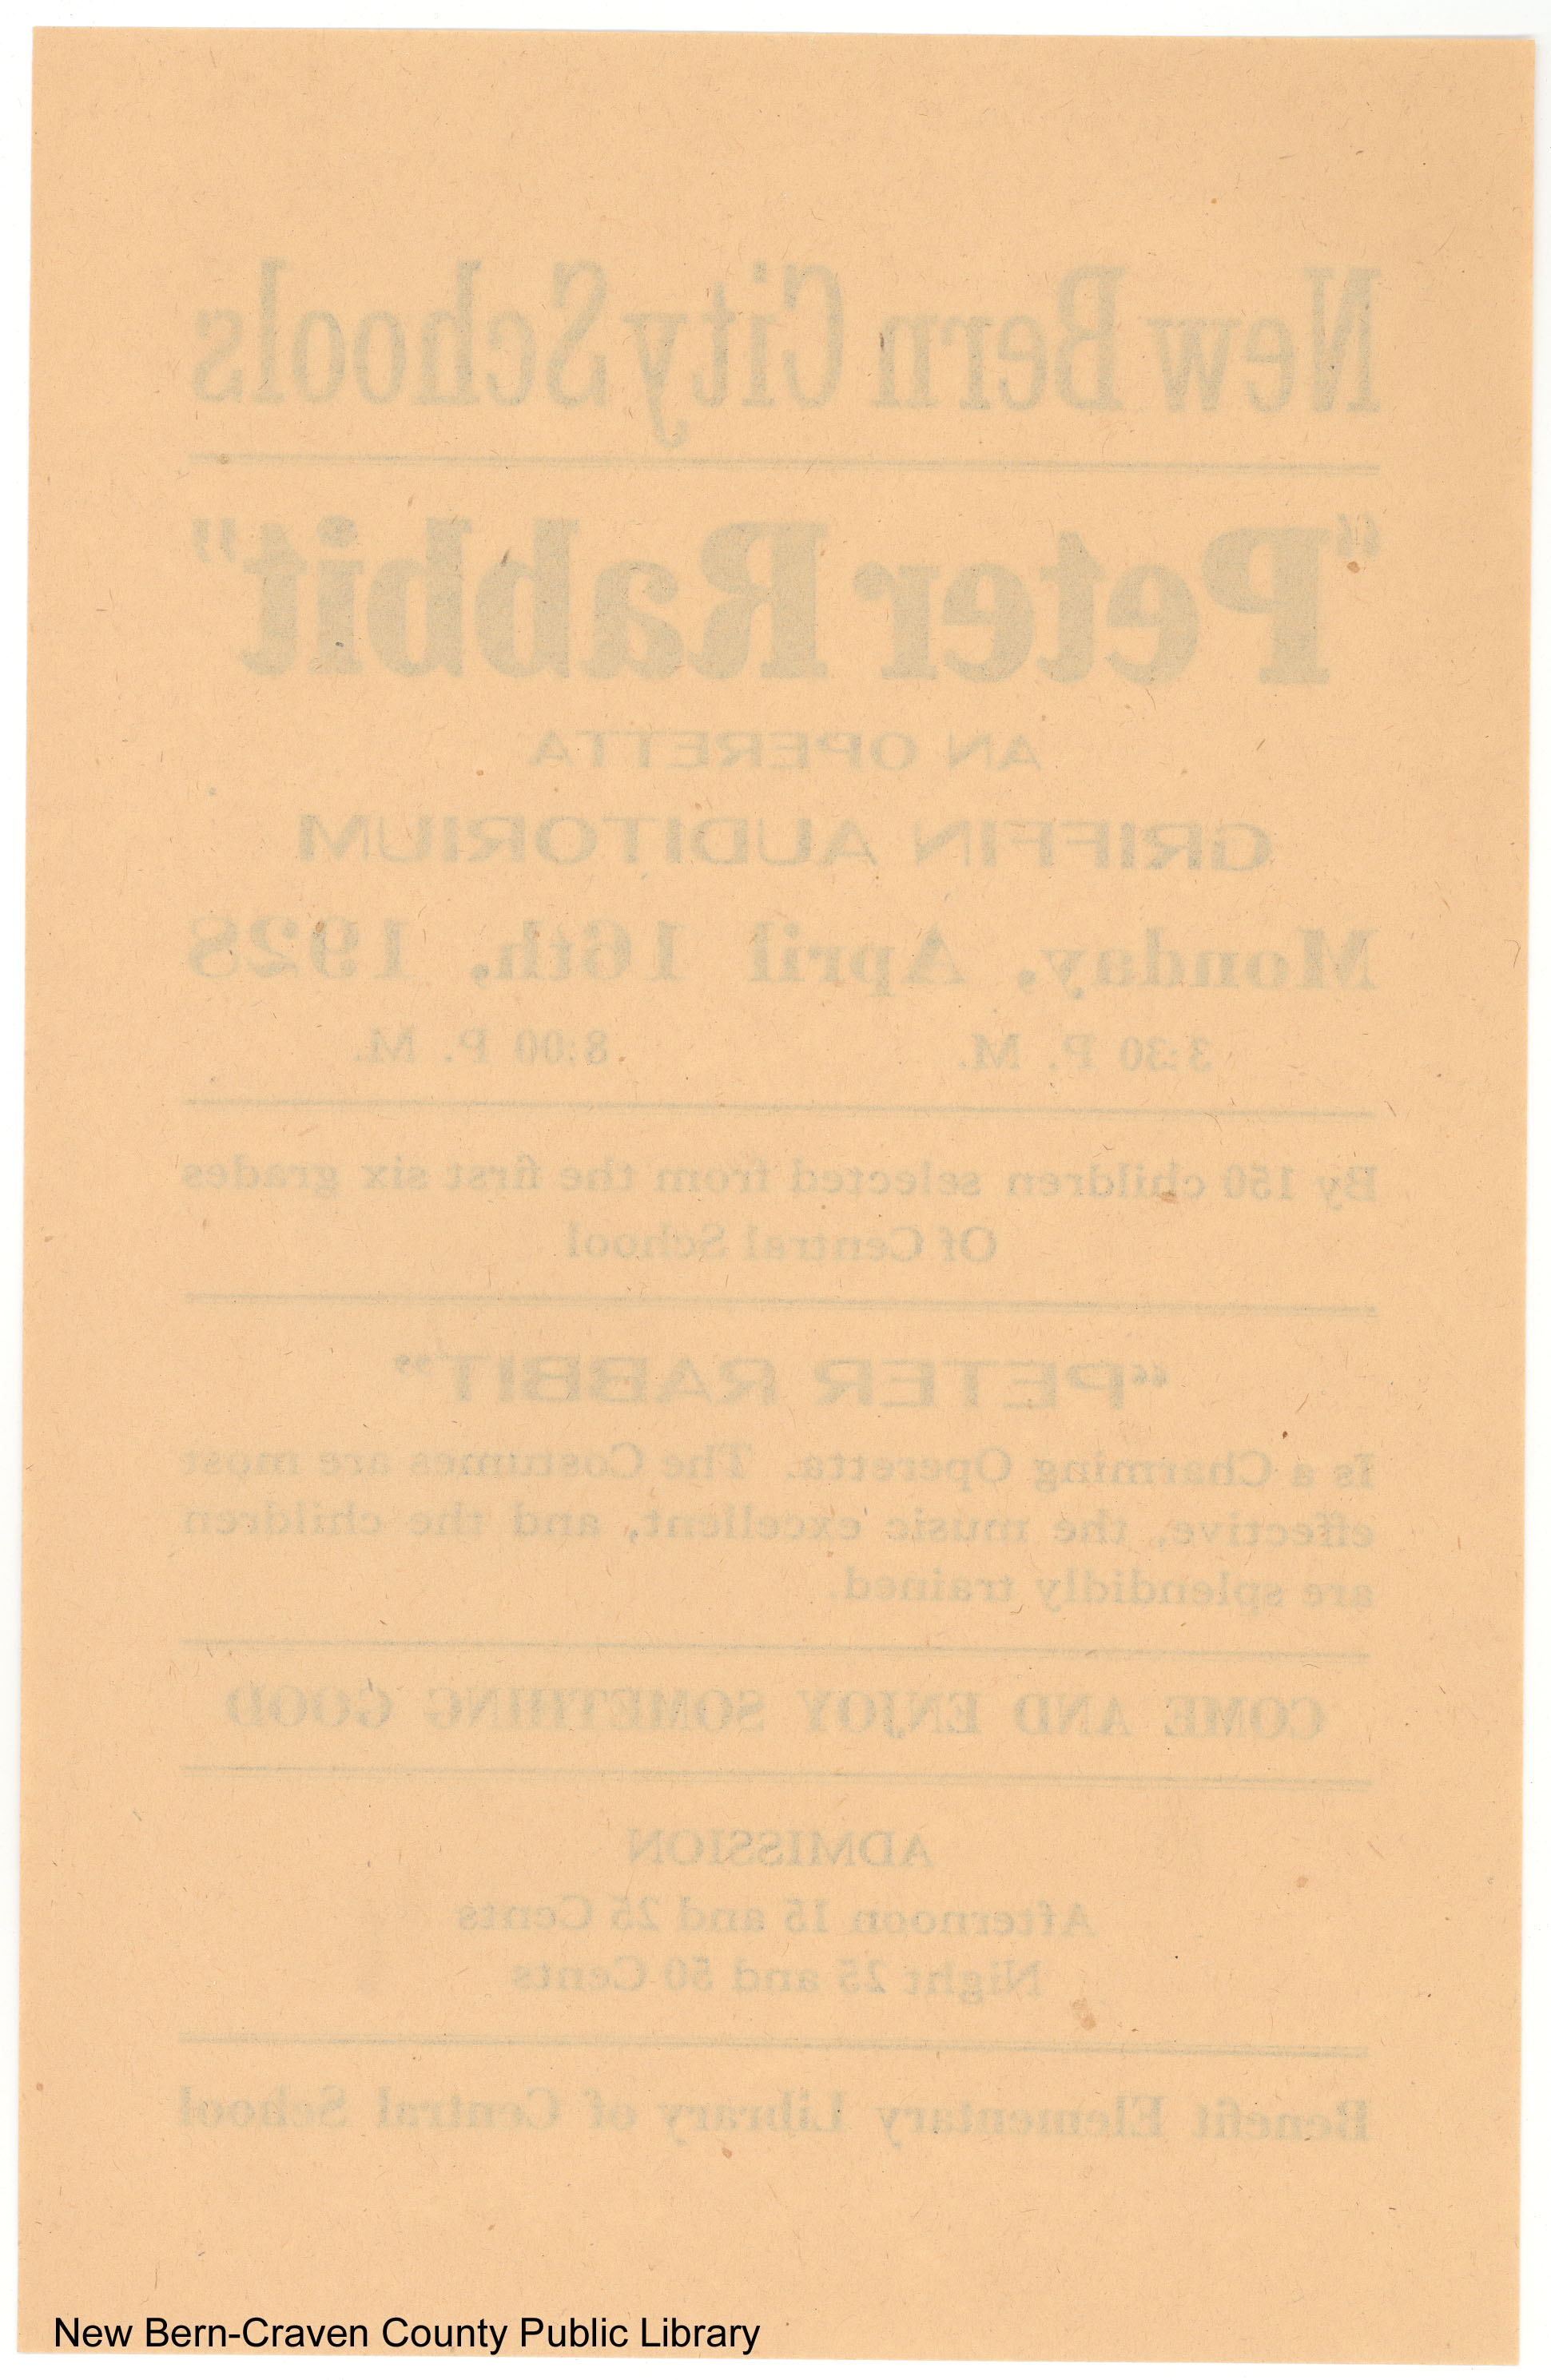 New Bern City Schools
"Peter Rabbit"
AN OPERETTA
GRIFFIN AUDITORIUM
Monday, April 16th, 1928
3:30 P. M. 8:00 P. M.
By 150 children selected from the first six grades
Of Central School
"PETER RABBIT"
Is a Charming Operetta. The Costumes are most
effective, the music excellent, and the children
are splendidly trained.
COME AND ENJOY SOMETHING GOOD
ADMISSION
Afternoon 15 and 25 Cents
Night 25 and 50 Cents
Benefit Elementary Library of Central School
New Bern-Craven County Public Library